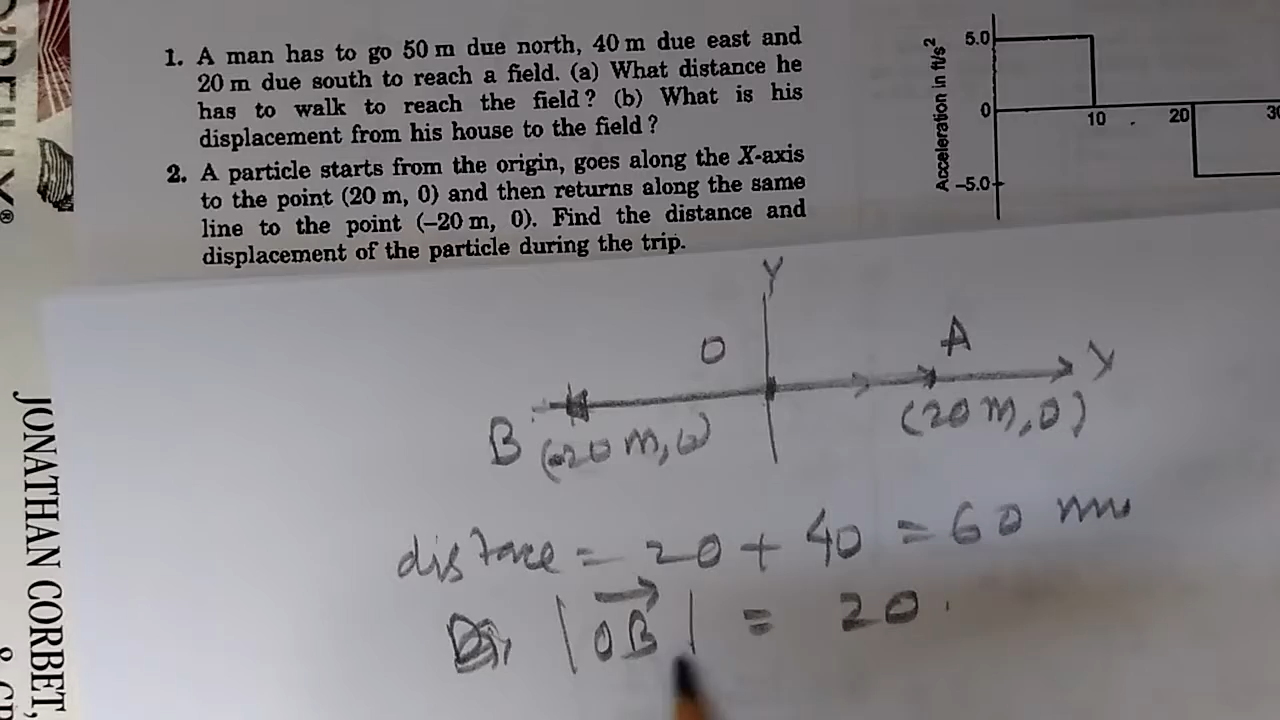 1. A man has to go 50 m due north, 40 m due east and
20 m due south to reach a field. (a) What distance he
has to walk to reach the field? (b) What is his
displacement from his house to the field?
2. A particle starts from the origin, goes along the X-axis
to the point (20 m, 0) and then returns along the same
line to the point (–20 m, 0). Find the distance and
displacement of the particle during the trip.
Acceleration in ft/s²
5.0
0
10
20
30
–5.0
Y
O
A
X
B (-20 m, 0)
(20 m, 0)
distace = 20 + 40 = 60 m
|OB| = 20.
JONATHAN CORBET,